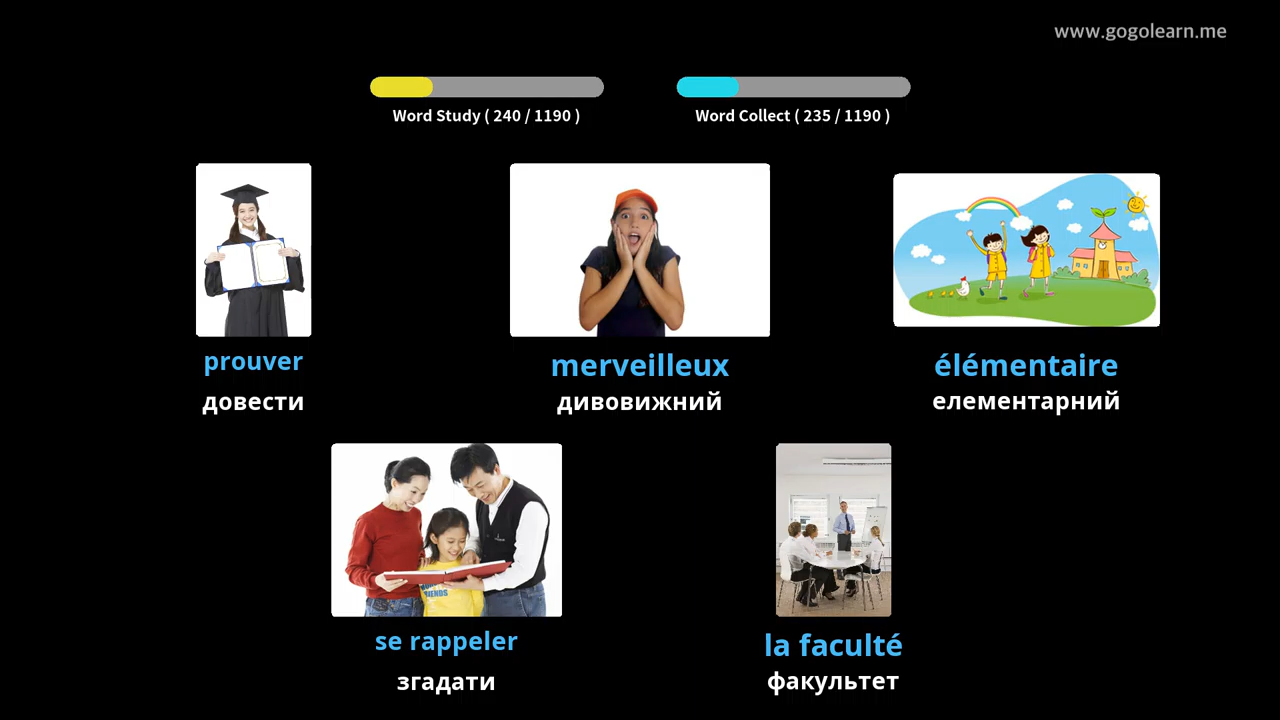 www.gogolearn.me
Word Study ( 240 / 1190 )
Word Collect ( 235 / 1190 )
prouver
довести
merveilleux
дивовижний
élémentaire
елементарний
se rappeler
згадати
la faculté
факультет